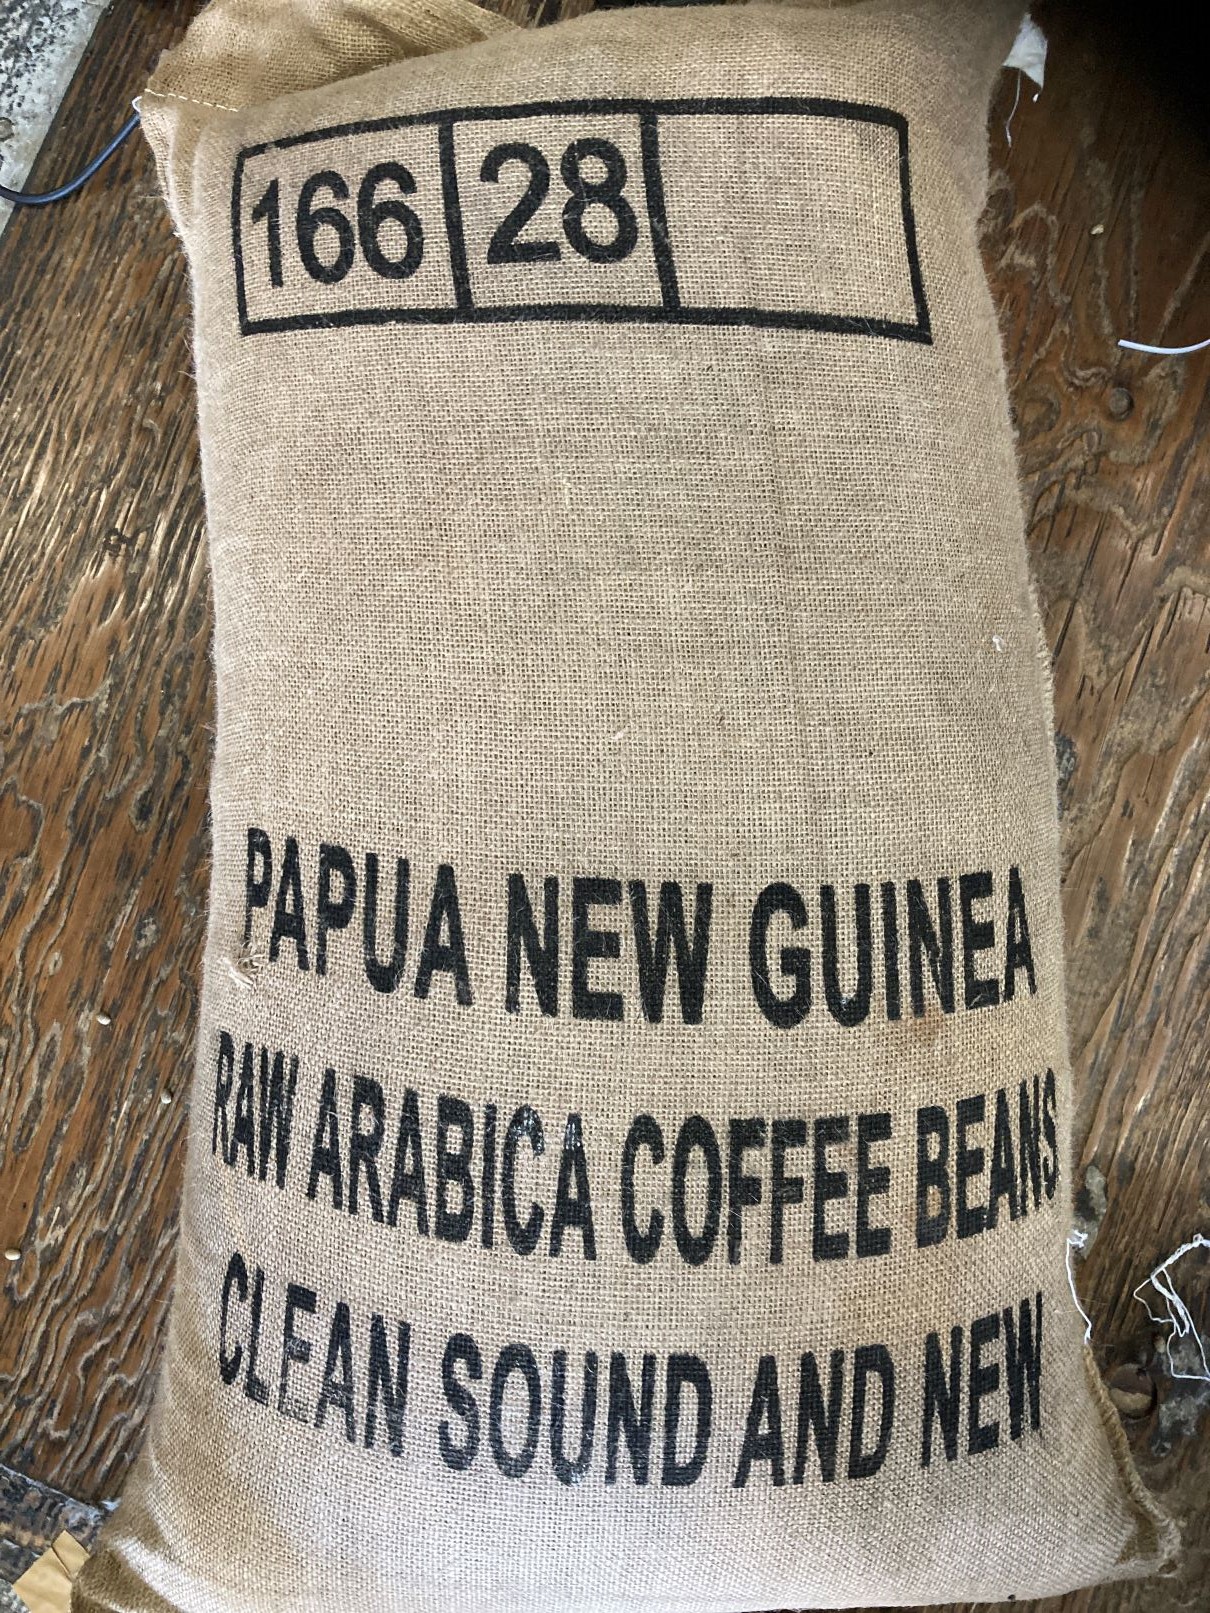 166 28
PAPUA NEW GUINEA
RAW ARABICA COFFEE BEANS
CLEAN SOUND AND NEW